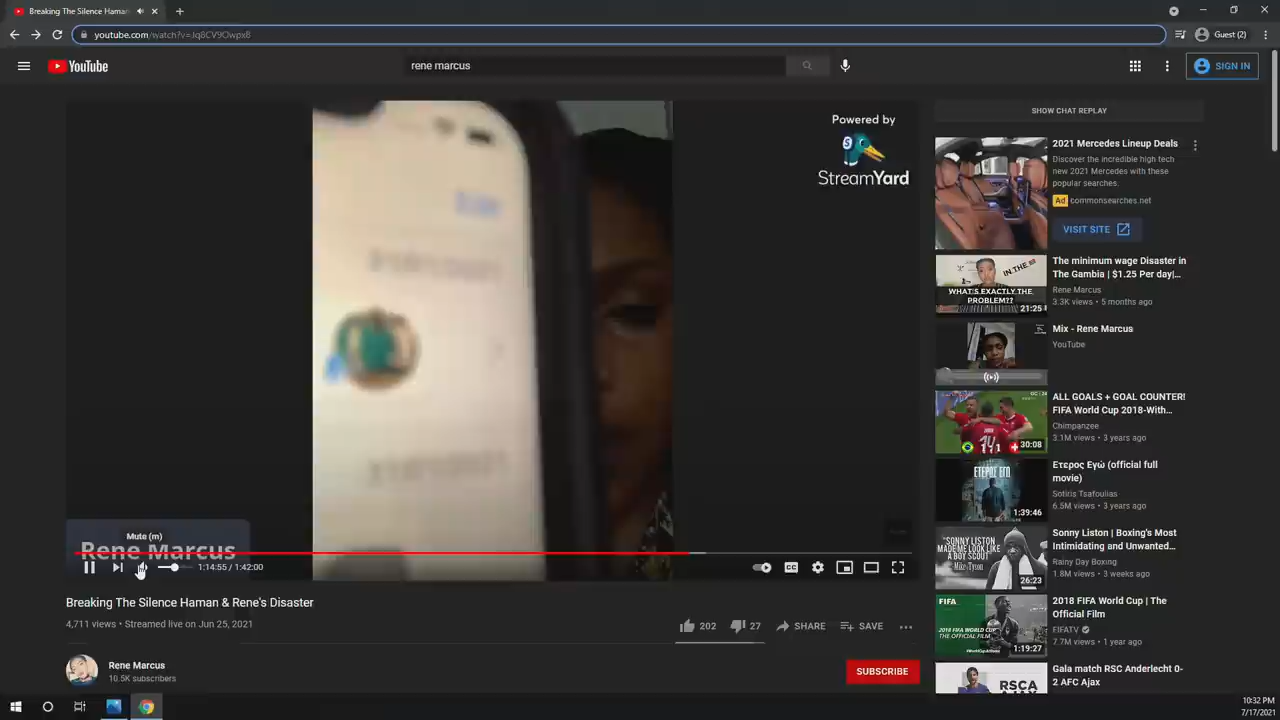 Breaking The Silence Haman
youtube.com/watch?v=Jq8CV9Owpx8
Guest (2)
YouTube
rene marcus
SIGN IN
Powered by
StreamYard
SHOW CHAT REPLAY
2021 Mercedes Lineup Deals
Discover the incredible high tech
new 2021 Mercedes with these
popular searches.
Ad commonsearches.net
VISIT SITE
IN THE
WHAT'S EXACTLY THE
PROBLEM??
21:25
The minimum wage Disaster in
The Gambia | $1.25 Per day|...
Rene Marcus
3.3K views • 5 months ago
Mix - Rene Marcus
YouTube
30:08
ALL GOALS + GOAL COUNTER!
FIFA World Cup 2018-With...
Chimpanzee
3.1M views • 3 years ago
ΕΤΕΡΟΣ ΕΓΩ
1:39:46
Ετερος Εγώ (official full
movie)
Sotiris Tsafoulias
6.5M views • 3 years ago
"SONNY LISTON
MADE ME LOOK LIKE
A BOY SCOUT"
Mike Tyson
26:23
Sonny Liston | Boxing's Most
Intimidating and Unwanted...
Rainy Day Boxing
1.8M views • 3 weeks ago
FIFA
1:19:27
2018 FIFA World Cup | The
Official Film
FIFATV
7.7M views • 1 year ago
RSCA
Gala match RSC Anderlecht 0-
2 AFC Ajax
Mute (m)
Rene Marcus
1:14:55 / 1:42:00
Breaking The Silence Haman & Rene's Disaster
4,711 views • Streamed live on Jun 25, 2021
202
27
SHARE
SAVE
Rene Marcus
10.5K subscribers
SUBSCRIBE
10:32 PM
7/17/2021